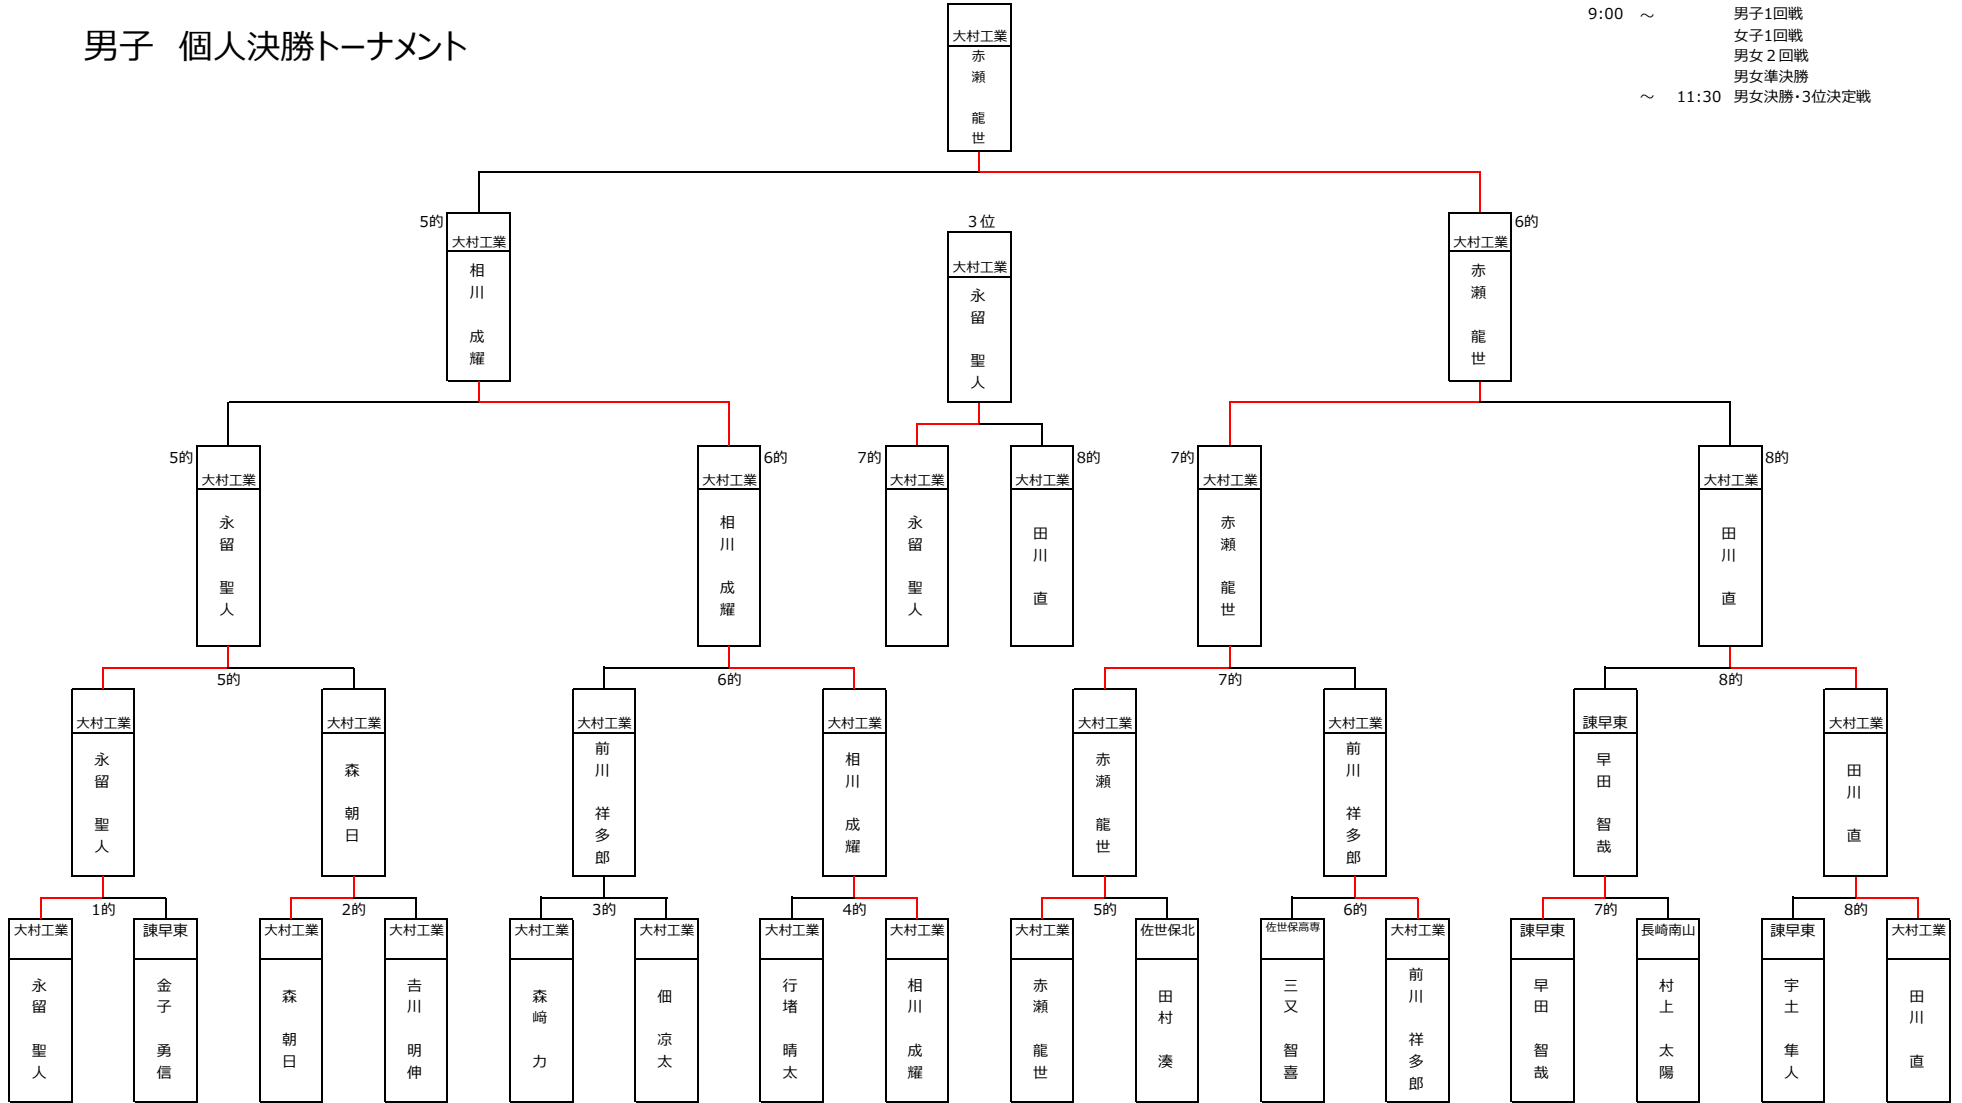 男子　個人決勝トーナメント
9:00　～　男子1回戦
女子1回戦
男女２回戦
男女準決勝
～　11:30　男女決勝・3位決定戦
大村工業
赤瀬　龍世
5的
大村工業
相川　成耀
３位
大村工業
永留　聖人
6的
大村工業
赤瀬　龍世
5的
大村工業
永留　聖人
6的
大村工業
相川　成耀
7的
大村工業
永留　聖人
8的
大村工業
田川　直
7的
大村工業
赤瀬　龍世
8的
大村工業
田川　直
5的
6的
7的
8的
大村工業
永留　聖人
大村工業
森　朝日
大村工業
前川　祥多郎
大村工業
相川　成耀
大村工業
赤瀬　龍世
大村工業
前川　祥多郎
諫早東
早田　智哉
大村工業
田川　直
1的
2的
3的
4的
5的
6的
7的
8的
大村工業
永留　聖人
諫早東
金子　勇信
大村工業
森　朝日
大村工業
𠮷川　明伸
大村工業
森﨑　力
大村工業
佃　凉太
大村工業
行堵　晴太
大村工業
相川　成耀
大村工業
赤瀬　龍世
佐世保北
田村　湊
佐世保高専
三又　智喜
大村工業
前川　祥多郎
諫早東
早田　智哉
長崎南山
村上　太陽
諫早東
宇土　隼人
大村工業
田川　直